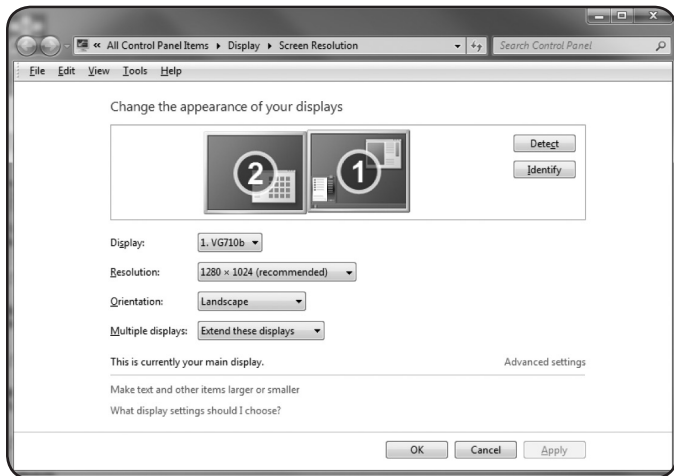 « All Control Panel Items ▸ Display ▸ Screen Resolution Search Control Panel
File Edit View Tools Help
Change the appearance of your displays
2 1
Detect
Identify
Display: 1. VG710b
Resolution: 1280 × 1024 (recommended)
Orientation: Landscape
Multiple displays: Extend these displays
This is currently your main display. Advanced settings
Make text and other items larger or smaller
What display settings should I choose?
OK Cancel Apply